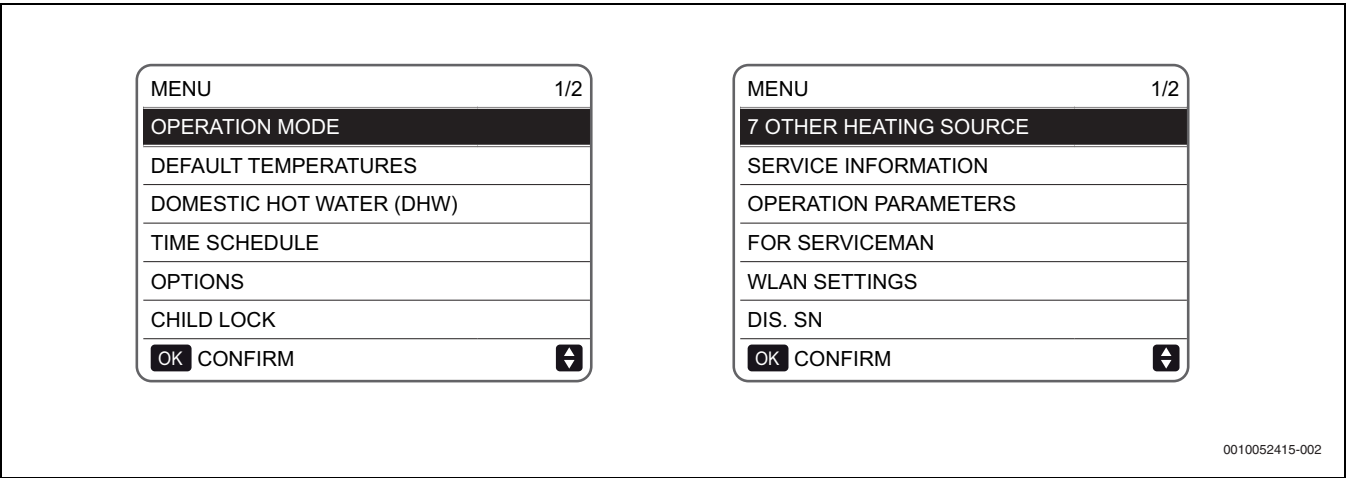 MENU 1/2
OPERATION MODE
DEFAULT TEMPERATURES
DOMESTIC HOT WATER (DHW)
TIME SCHEDULE
OPTIONS
CHILD LOCK
OK CONFIRM
MENU 1/2
7 OTHER HEATING SOURCE
SERVICE INFORMATION
OPERATION PARAMETERS
FOR SERVICEMAN
WLAN SETTINGS
DIS. SN
OK CONFIRM
0010052415-002